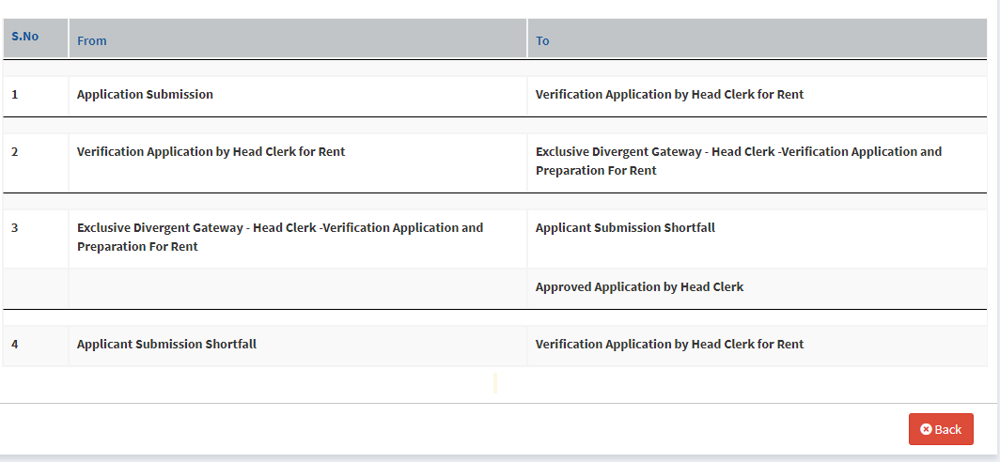 S.No From To
1 Application Submission Verification Application by Head Clerk for Rent
2 Verification Application by Head Clerk for Rent Exclusive Divergent Gateway - Head Clerk -Verification Application and
Preparation For Rent
3 Exclusive Divergent Gateway - Head Clerk -Verification Application and Applicant Submission Shortfall
Preparation For Rent
Approved Application by Head Clerk
4 Applicant Submission Shortfall Verification Application by Head Clerk for Rent
Back